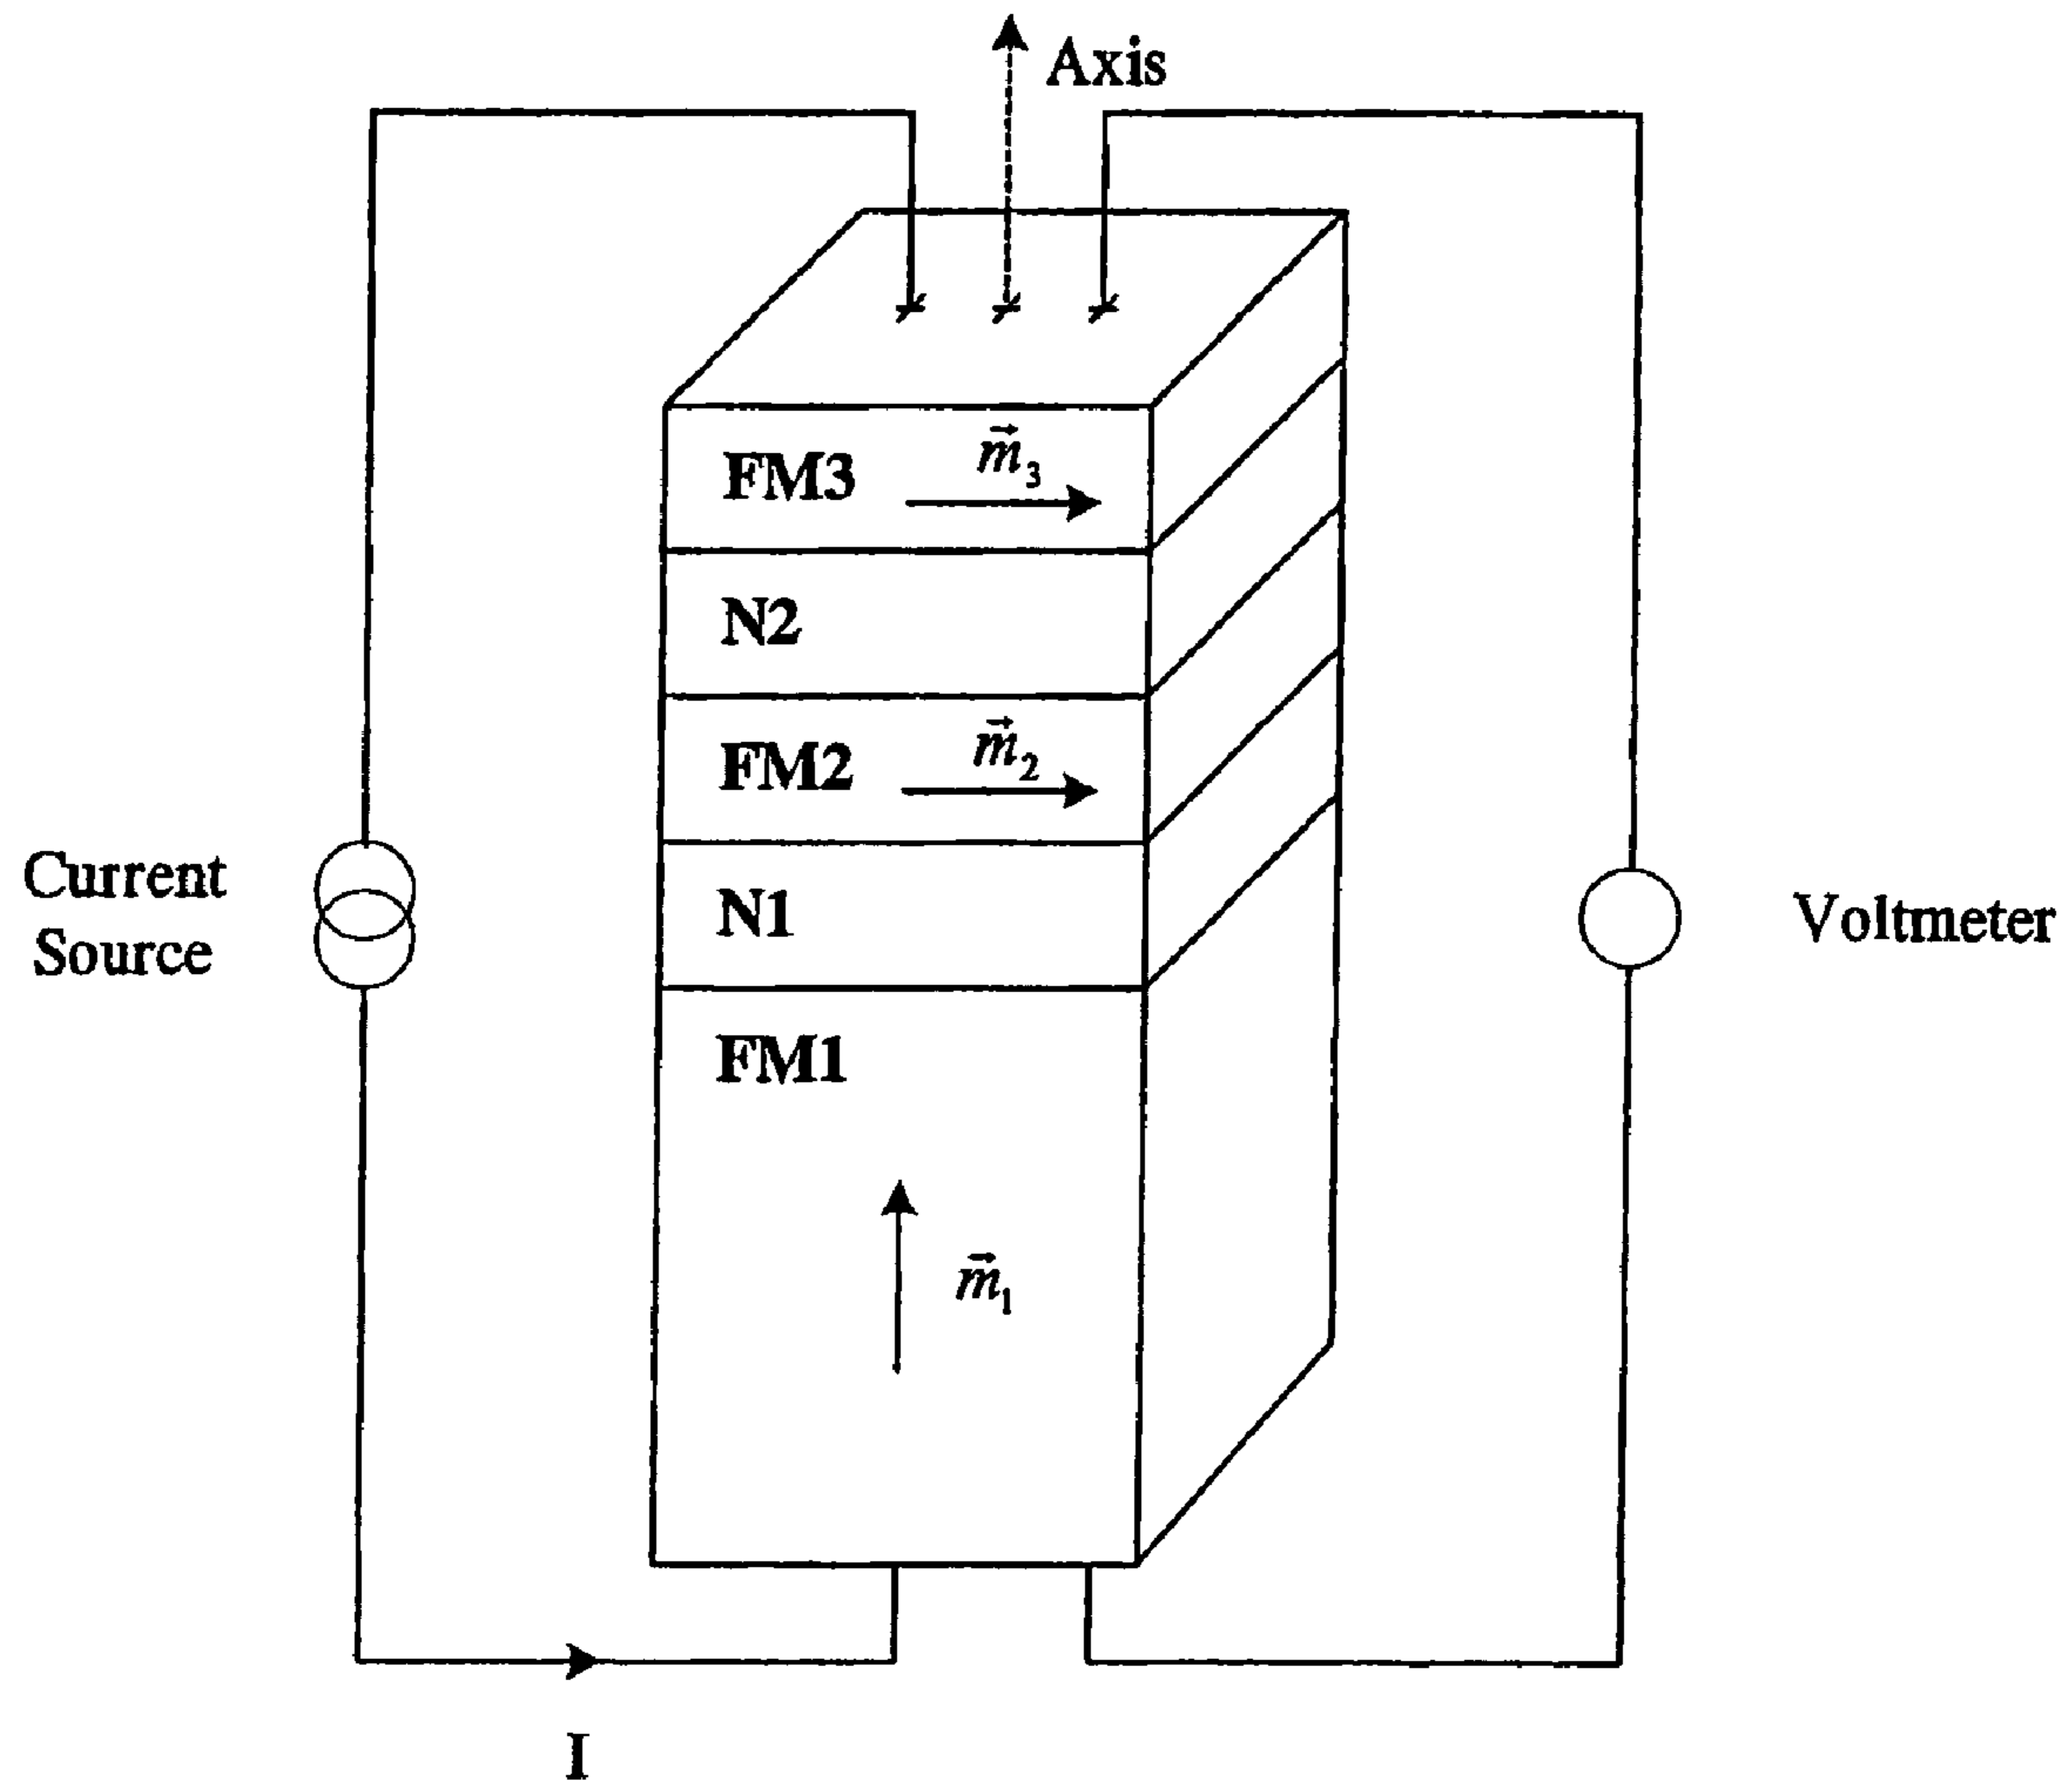 Axis
FM3 m⃗3
N2
FM2 m⃗2
Current
Source
N1
Voltmeter
FM1
m⃗1
I